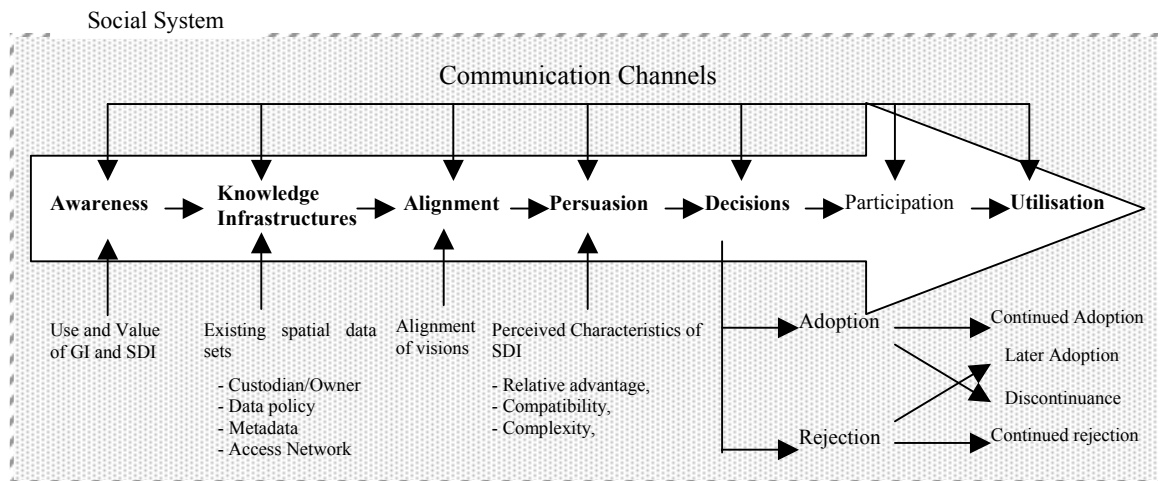 Social System
Communication Channels
Awareness
Knowledge
Infrastructures
Alignment
Persuasion
Decisions
Participation
Utilisation
Use and Value
of GI and SDI
Existing spatial data
sets
- Custodian/Owner
- Data policy
- Metadata
- Access Network
Alignment
of visions
Perceived Characteristics of
SDI
- Relative advantage,
- Compatibility,
- Complexity,
Adoption
Rejection
Continued Adoption
Later Adoption
Discontinuance
Continued rejection